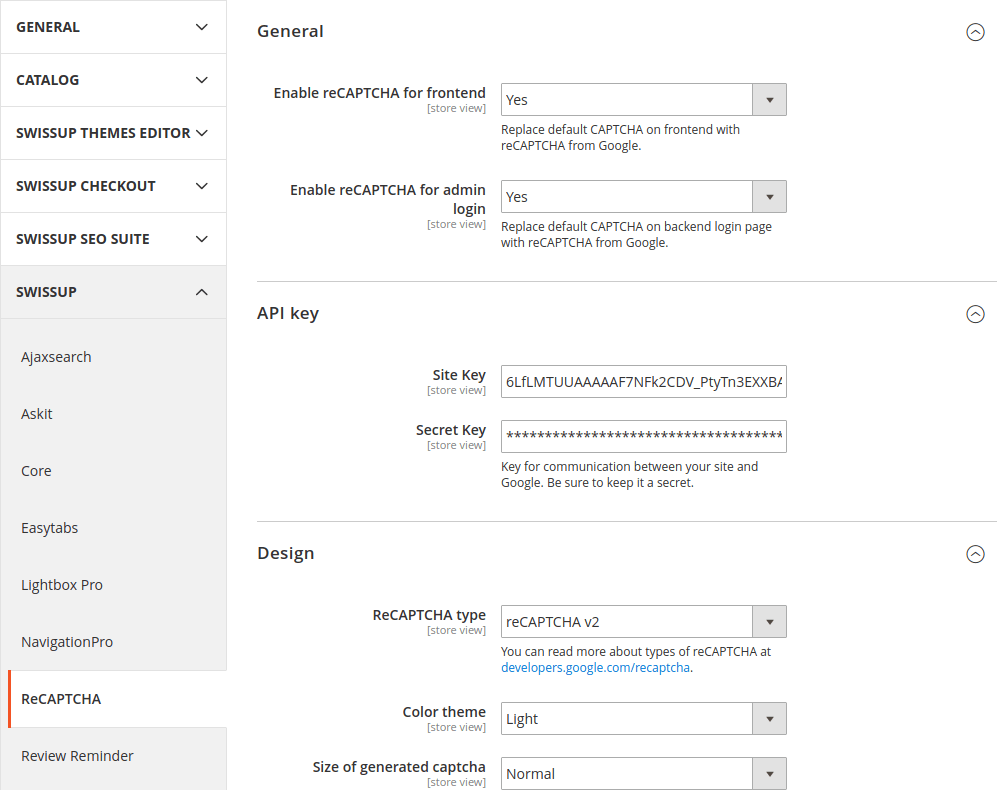 GENERAL
CATALOG
SWISSUP THEMES EDITOR
SWISSUP CHECKOUT
SWISSUP SEO SUITE
SWISSUP
Ajaxsearch
Askit
Core
Easytabs
Lightbox Pro
NavigationPro
ReCAPTCHA
Review Reminder
General
Enable reCAPTCHA for frontend
[store view]
Yes
Replace default CAPTCHA on frontend with
reCAPTCHA from Google.
Enable reCAPTCHA for admin
login
[store view]
Yes
Replace default CAPTCHA on backend login page
with reCAPTCHA from Google.
API key
Site Key
[store view]
6LfLMTUUAAAAAF7NFk2CDV_PtyTn3EXXBA
Secret Key
[store view]
************************************
Key for communication between your site and
Google. Be sure to keep it a secret.
Design
ReCAPTCHA type
[store view]
reCAPTCHA v2
You can read more about types of reCAPTCHA at
developers.google.com/recaptcha.
Color theme
[store view]
Light
Size of generated captcha
[store view]
Normal